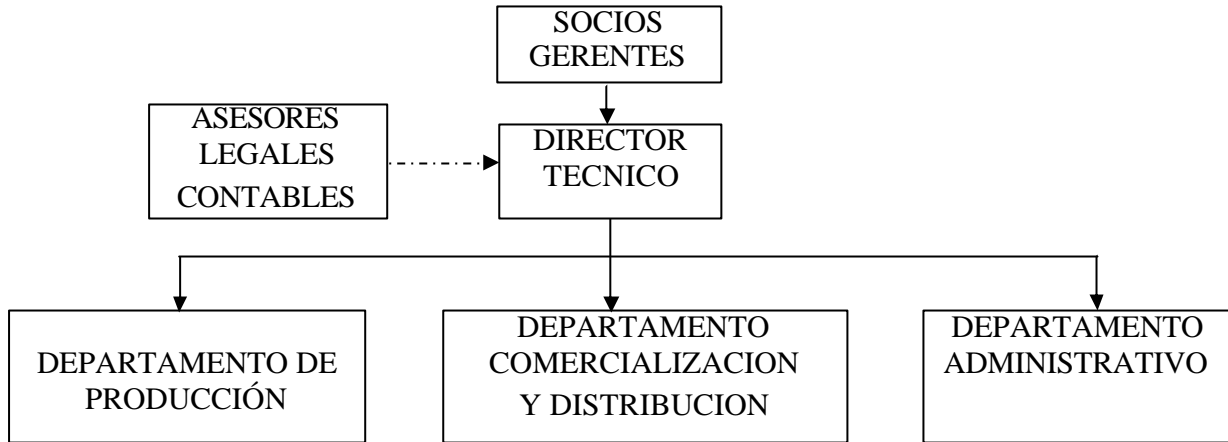 SOCIOS
GERENTES
ASESORES
LEGALES
CONTABLES
DIRECTOR
TECNICO
DEPARTAMENTO DE
PRODUCCIÓN
DEPARTAMENTO
COMERCIALIZACION
Y DISTRIBUCION
DEPARTAMENTO
ADMINISTRATIVO